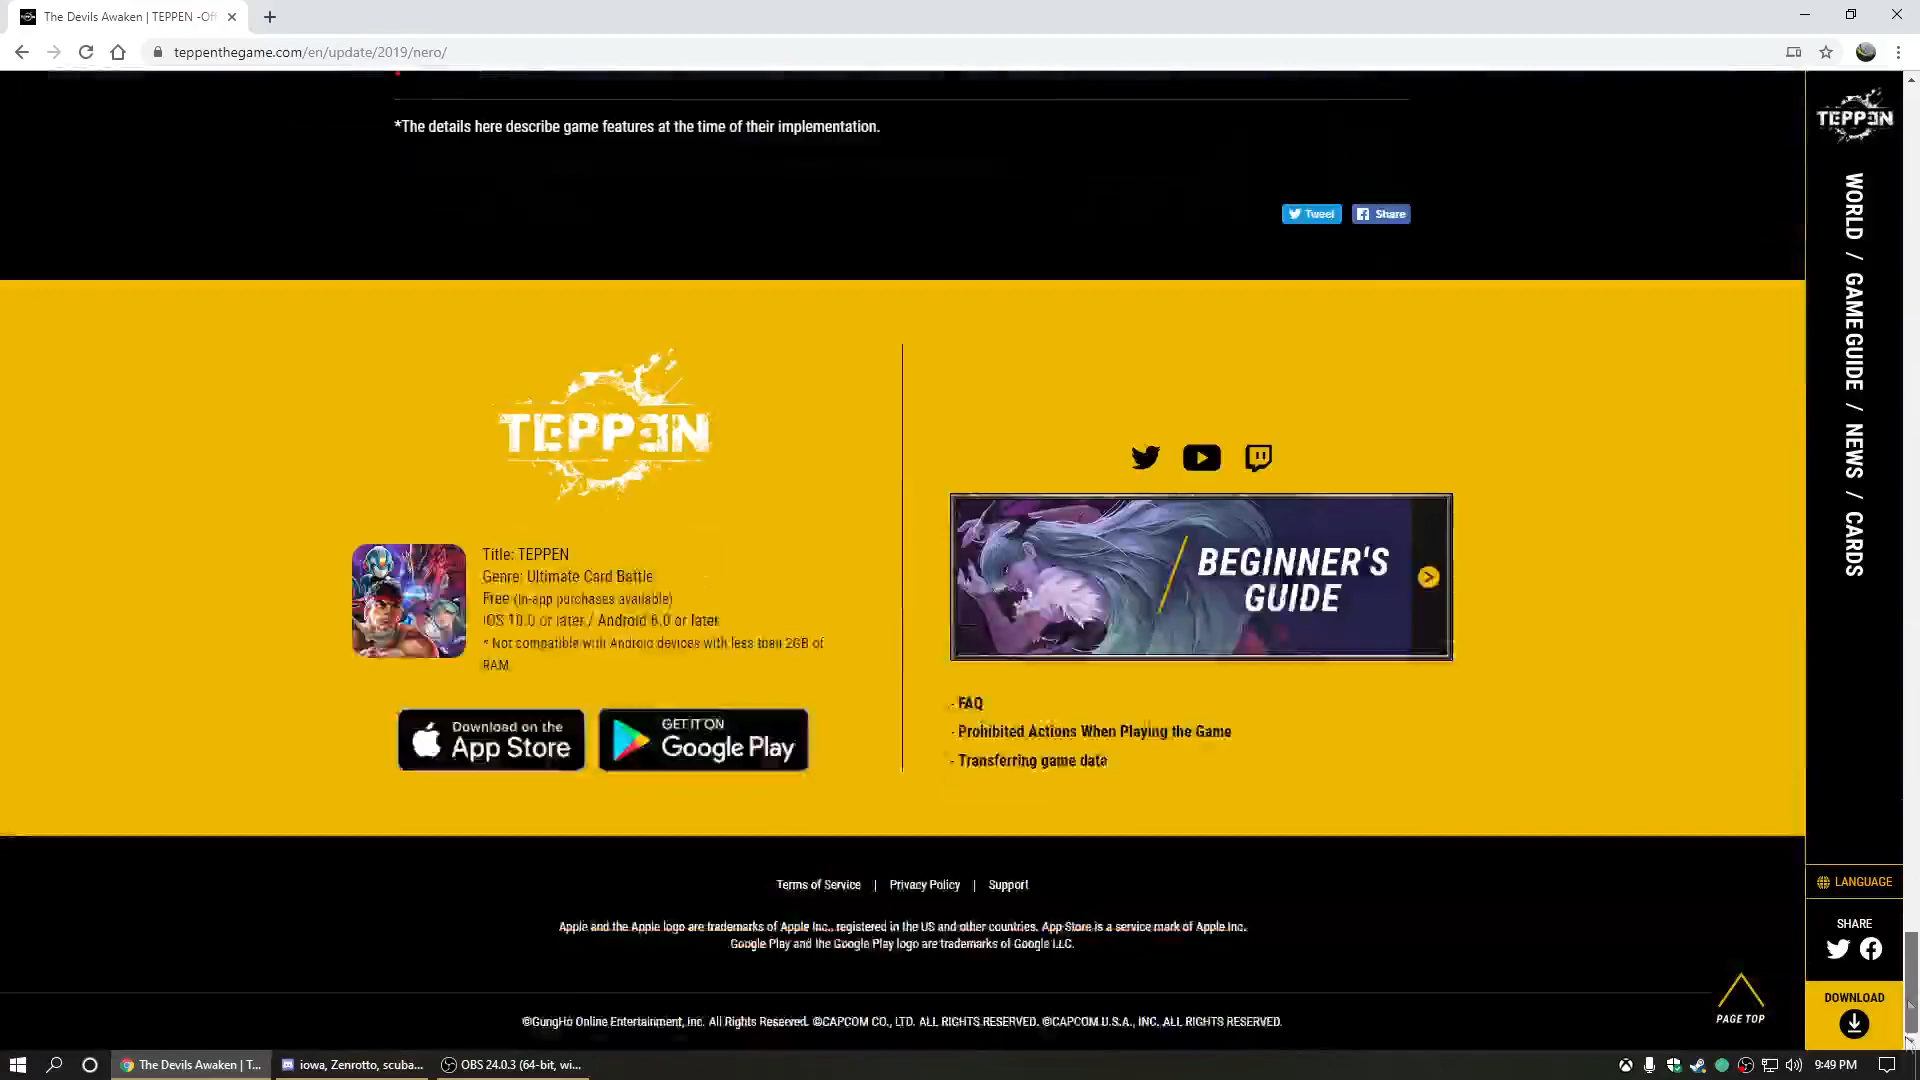 The Devils Awaken | TEPPEN -Off
teppenthegame.com/en/update/2019/nero/
*The details here describe game features at the time of their implementation.
Tweet
Share
TEPPEN
WORLD / GAME GUIDE / NEWS / CARDS
TEPPEN
Title: TEPPEN
Genre: Ultimate Card Battle
Free (In-app purchases available)
iOS 10.0 or later / Android 6.0 or later
* Not compatible with Android devices with less than 2GB of
RAM.
Download on the
App Store
GET IT ON
Google Play
BEGINNER'S
GUIDE
- FAQ
- Prohibited Actions When Playing the Game
- Transferring game data
Terms of Service | Privacy Policy | Support
Apple and the Apple logo are trademarks of Apple Inc., registered in the US and other countries. App Store is a service mark of Apple Inc.
Google Play and the Google Play logo are trademarks of Google LLC.
©GungHo Online Entertainment, Inc. All Rights Reserved. ©CAPCOM CO., LTD. ALL RIGHTS RESERVED. ©CAPCOM U.S.A., INC. ALL RIGHTS RESERVED.
PAGE TOP
LANGUAGE
SHARE
DOWNLOAD
The Devils Awaken | T...
iowa, Zenrotto, scuba...
OBS 24.0.3 (64-bit, wi...
9:49 PM